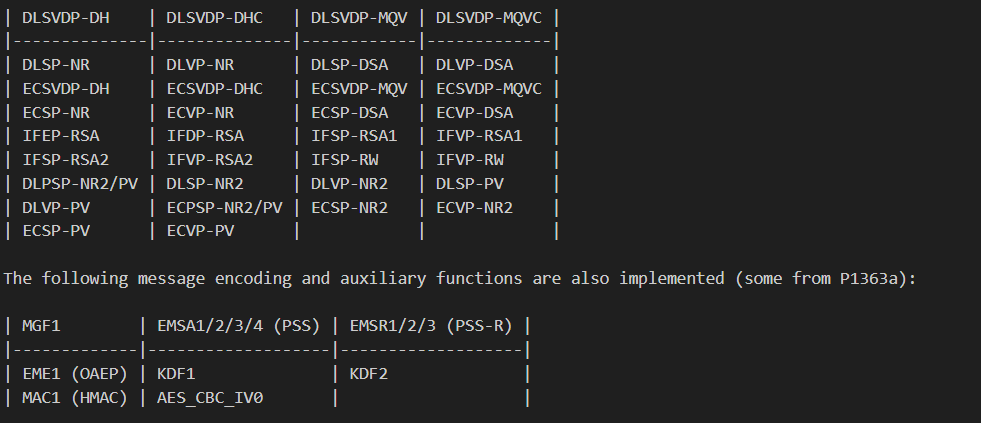 | DLSVDP-DH    | DLSVDP-DHC  | DLSVDP-MQV | DLSVDP-MQVC |
|--------------|--------------|------------|-------------|
| DLSP-NR      | DLVP-NR      | DLSP-DSA   | DLVP-DSA    |
| ECSVDP-DH    | ECSVDP-DHC   | ECSVDP-MQV | ECSVDP-MQVC |
| ECSP-NR      | ECVP-NR      | ECSP-DSA   | ECVP-DSA    |
| IFEP-RSA     | IFDP-RSA     | IFSP-RSA1  | IFVP-RSA1   |
| IFSP-RSA2    | IFVP-RSA2    | IFSP-RW    | IFVP-RW     |
| DLPSP-NR2/PV | DLSP-NR2     | DLVP-NR2   | DLSP-PV     |
| DLVP-PV      | ECPSP-NR2/PV | ECSP-NR2   | ECVP-NR2    |
| ECSP-PV      | ECVP-PV      |            |             |
The following message encoding and auxiliary functions are also implemented (some from P1363a):
| MGF1        | EMSA1/2/3/4 (PSS) | EMSR1/2/3 (PSS-R) |
|-------------|-------------------|-------------------|
| EME1 (OAEP) | KDF1              | KDF2              |
| MAC1 (HMAC) | AES_CBC_IV0       |                   |